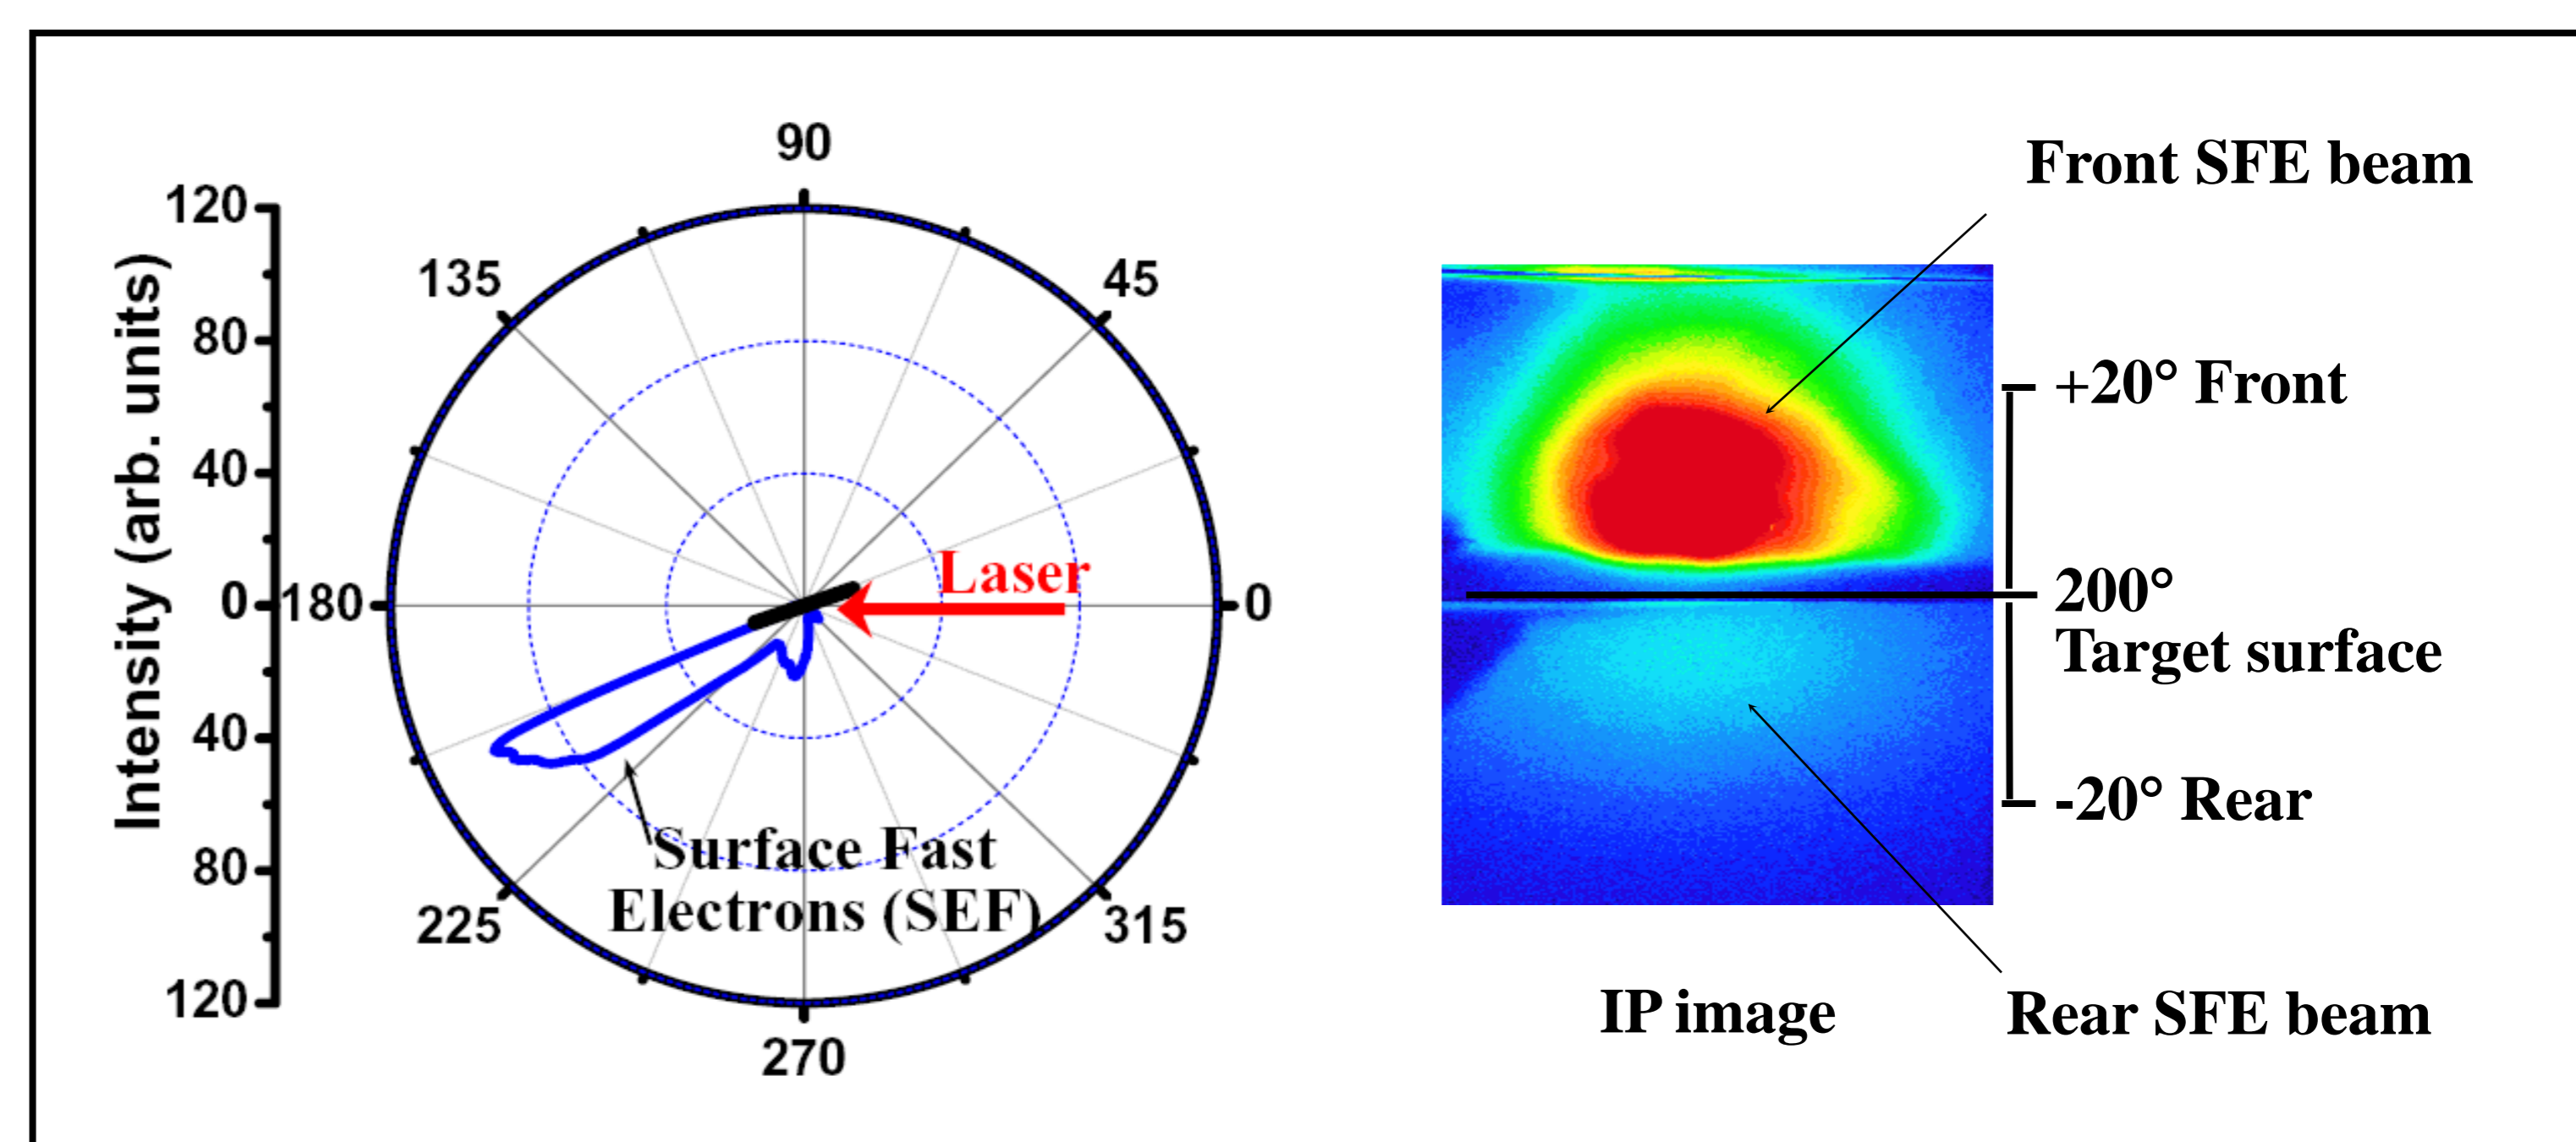 90
120
135
45
80
40
Intensity (arb. units)
0
180
Laser
0
40
80
Surface Fast
Electrons (SEF)
225
315
120
270
Front SFE beam
+20° Front
200°
Target surface
-20° Rear
IP image
Rear SFE beam